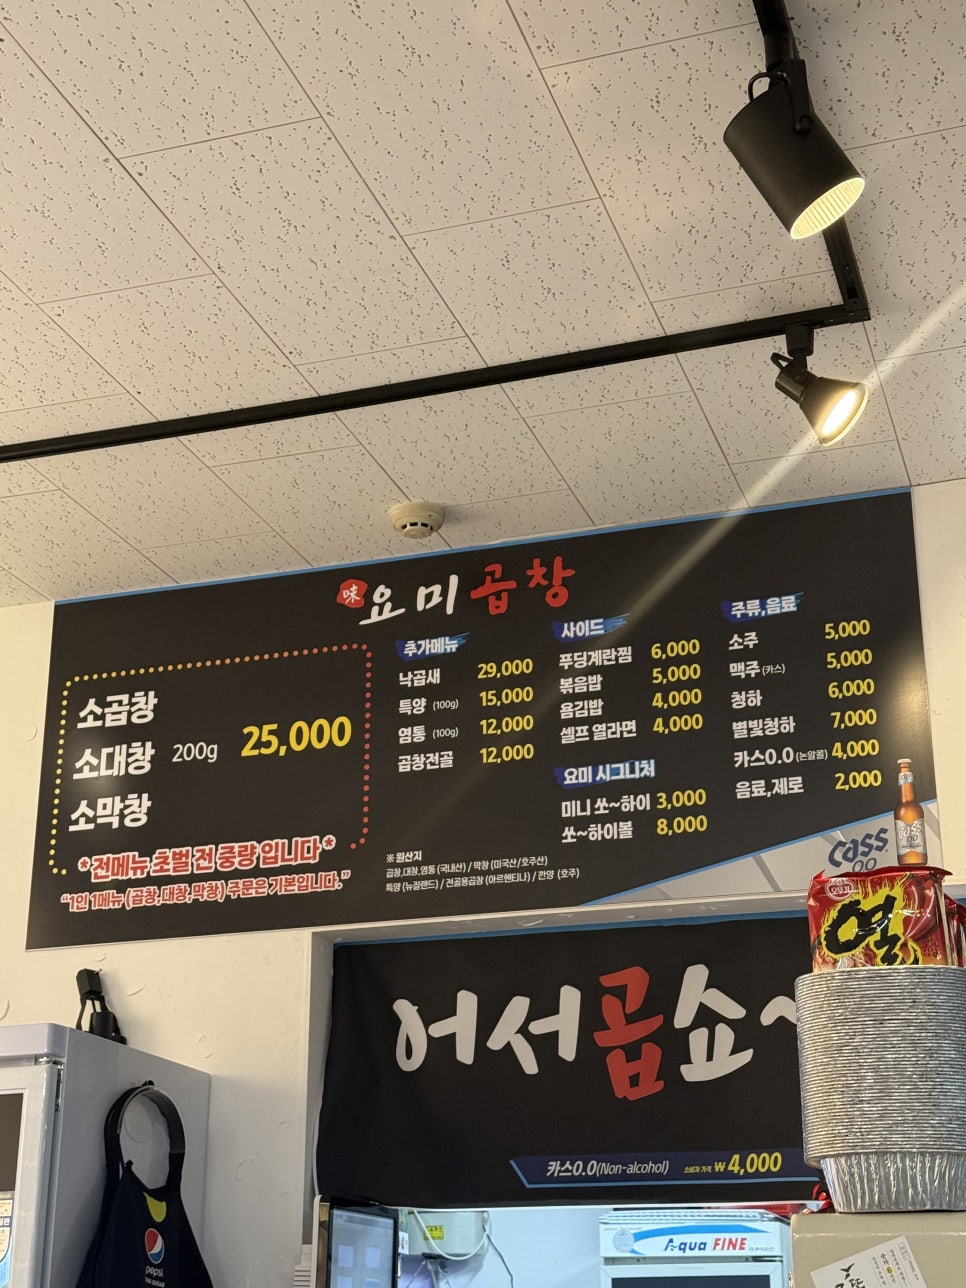 味 요미곱창
소곱창
소대창 200g 25,000
소막창
*전메뉴 초벌 전 중량 입니다*
“1인 1메뉴 (곱창,대창,막창) 주문은 기본입니다.”
추가메뉴
낙곱새 29,000
특양 (100g) 15,000
염통 (100g) 12,000
곱창전골 12,000
※ 원산지
곱창,대창,염통 (국내산) / 막창 (미국산/호주산)
특양 (뉴질랜드) / 전골용곱창 (아르헨티나) / 깐양 (호주)
사이드
푸딩계란찜 6,000
볶음밥 5,000
욤김밥 4,000
셀프 열라면 4,000
요미 시그니처
미니 쏘~하이 3,000
쏘~하이볼 8,000
주류,음료
소주 5,000
맥주 (카스) 5,000
청하 6,000
별빛청하 7,000
카스0.0 (논알콜) 4,000
음료,제로 2,000
Cass
0.0
Cass
열
어서곱쇼~
카스0.0(Non-alcohol) 소비자 가격 ₩4,000
Aqua FINE
pepsi